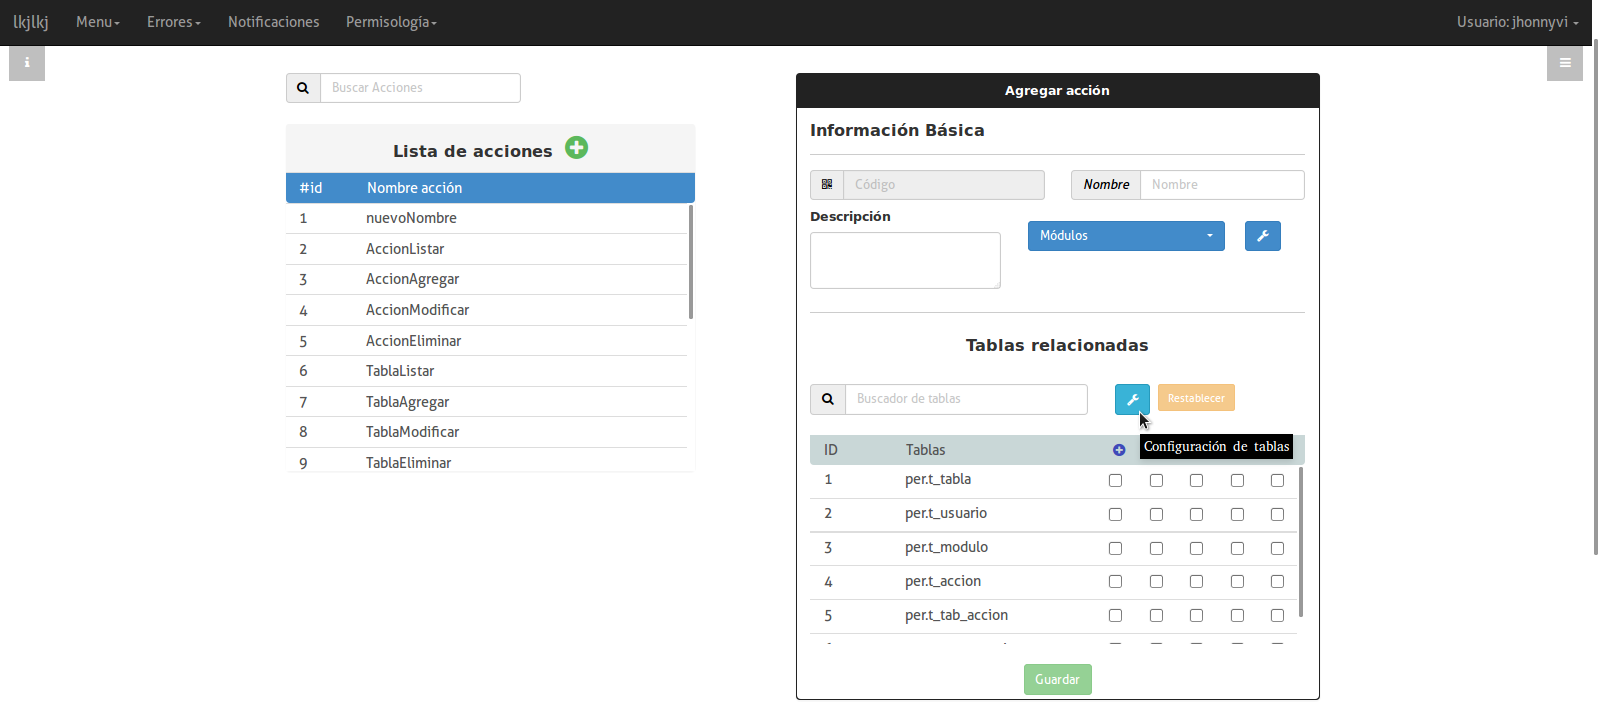 lkjlkj Menu Errores Notificaciones Permisología Usuario: jhonnyvi
i
Buscar Acciones
Lista de acciones
#id Nombre acción
1 nuevoNombre
2 AccionListar
3 AccionAgregar
4 AccionModificar
5 AccionEliminar
6 TablaListar
7 TablaAgregar
8 TablaModificar
9 TablaEliminar
Agregar acción
Información Básica
Código Nombre Nombre
Descripción
Módulos
Tablas relacionadas
Buscador de tablas Restablecer
Configuración de tablas
ID Tablas
1 per.t_tabla
2 per.t_usuario
3 per.t_modulo
4 per.t_accion
5 per.t_tab_accion
Guardar